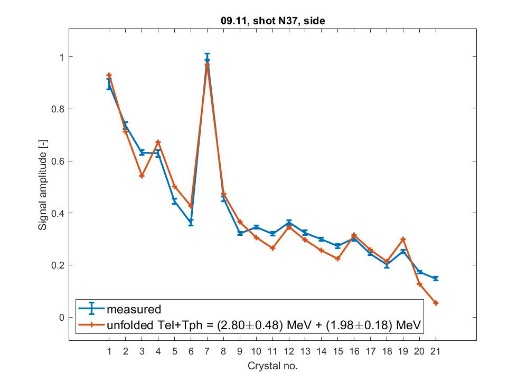 09.11, shot N37, side
Signal amplitude [-]
1
0.8
0.6
0.4
0.2
0
measured
unfolded Tel+Tph = (2.80±0.48) MeV + (1.98±0.18) MeV
1 2 3 4 5 6 7 8 9 10 11 12 13 14 15 16 17 18 19 20 21
Crystal no.